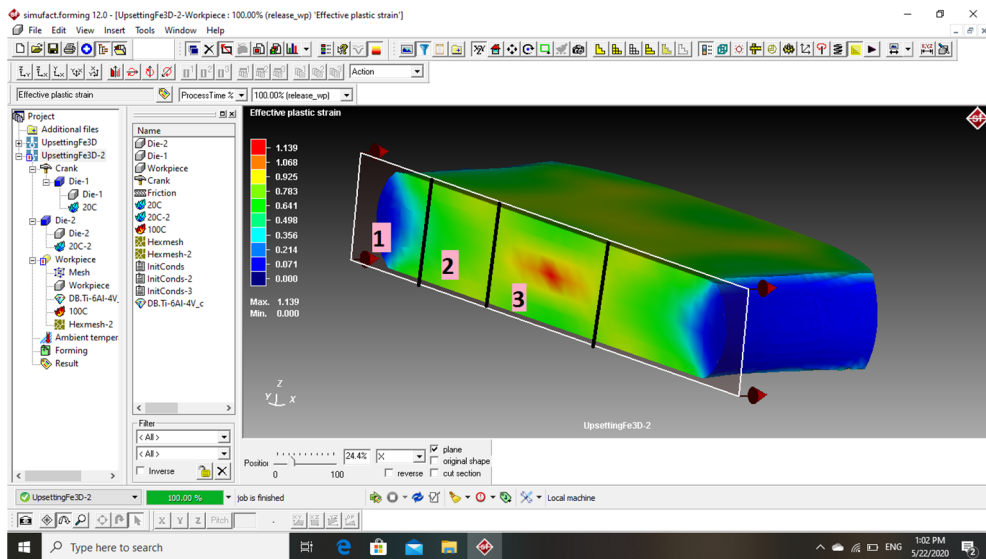 simufact.forming 12.0 - [UpsettingFe3D-2-Workpiece : 100.00% (release_wp) 'Effective plastic strain']
File Edit View Insert Tools Window Help
Action
Effective plastic strain ProcessTime % 100.00% (release_wp)
Project
Additional files
UpsettingFe3D
UpsettingFe3D-2
Crank
Die-1
Die-1
20C
Die-2
Die-2
20C-2
Workpiece
Mesh
Workpiece
DB.Ti-6Al-4V_
100C
Hexmesh-2
Ambient temper
Forming
Result
Name
Die-2
Die-1
Workpiece
Crank
Friction
20C
20C-2
100C
Hexmesh
Hexmesh-2
InitConds
InitConds-2
InitConds-3
DB.Ti-6Al-4V_c
Filter
< All >
< All >
Inverse
Effective plastic strain
1.139
1.068
0.925
0.783
0.641
0.498
0.356
0.214
0.071
0.000
Max. 1.139
Min. 0.000
1
2
3
Z
Y X
UpsettingFe3D-2
Positio 0 100 24.4% X
plane
original shape
reverse cut section
UpsettingFe3D-2 100.00 % job is finished Local machine
X Y Z Pitch
Type here to search
ENG
1:02 PM
5/22/2020
2